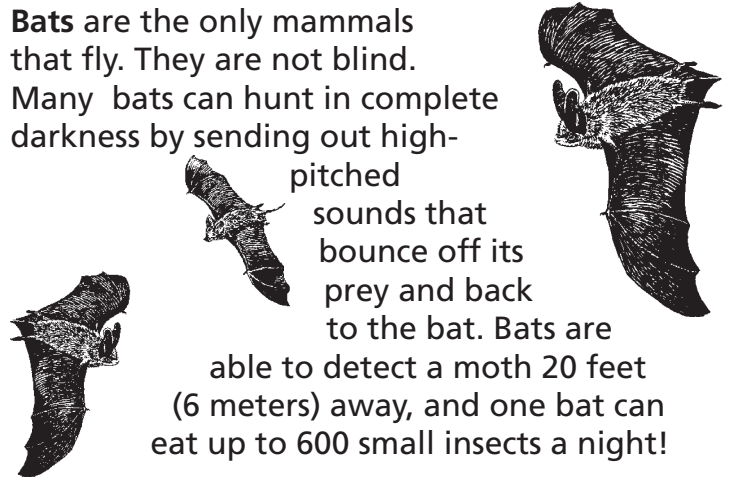 Bats are the only mammals
that fly. They are not blind.
Many bats can hunt in complete
darkness by sending out high-
pitched
sounds that
bounce off its
prey and back
to the bat. Bats are
able to detect a moth 20 feet
(6 meters) away, and one bat can
eat up to 600 small insects a night!